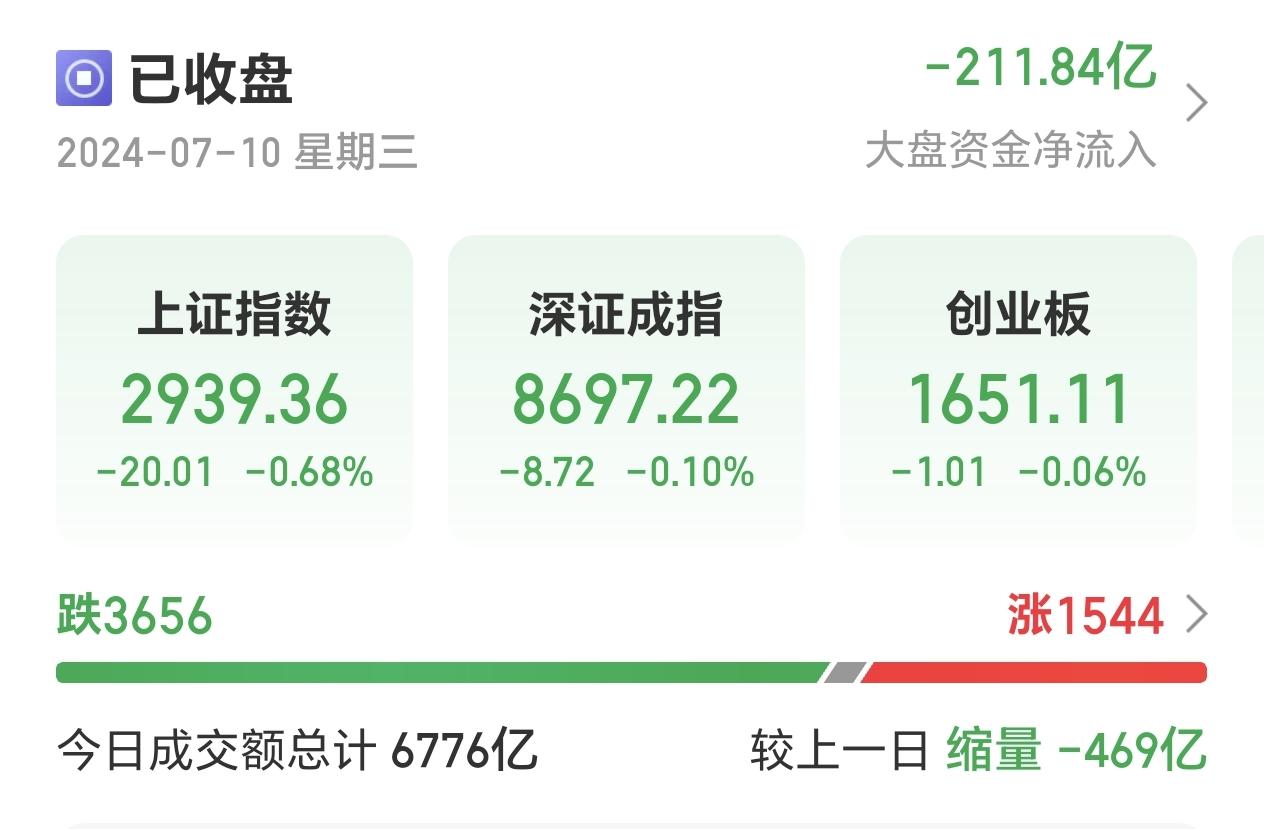 已收盘
-211.84亿
2024-07-10 星期三
大盘资金净流入
上证指数
2939.36
-20.01 -0.68%
深证成指
8697.22
-8.72 -0.10%
创业板
1651.11
-1.01 -0.06%
跌3656
涨1544
今日成交额总计 6776亿
较上一日 缩量 -469亿